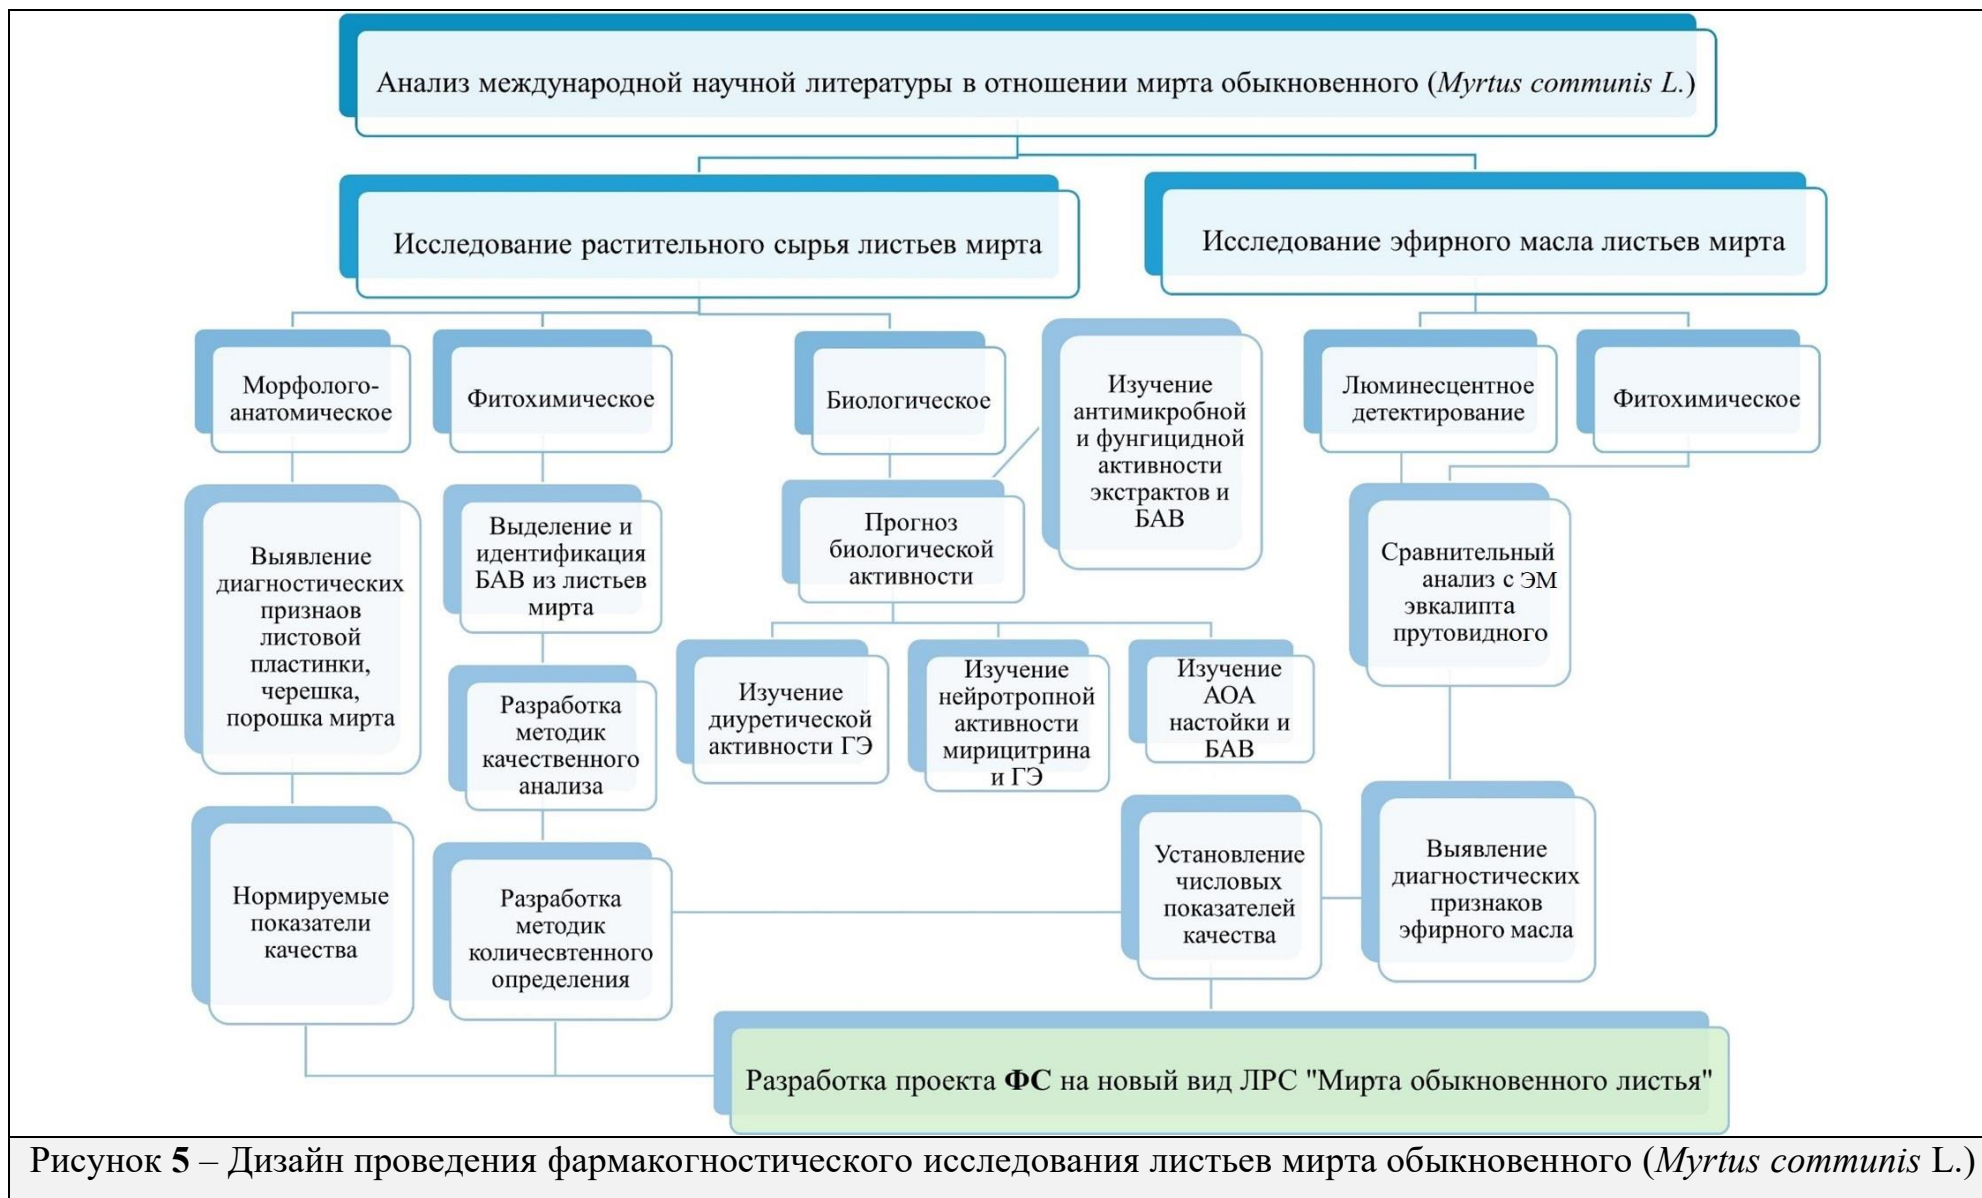 Анализ международной научной литературы в отношении мирта обыкновенного (Myrtus communis L.)
Исследование растительного сырья листьев мирта
Исследование эфирного масла листьев мирта
Морфолого-
анатомическое
Фитохимическое
Биологическое
Изучение
антимикробной
и фунгицидной
активности
экстрактов и
БАВ
Люминесцентное
детектирование
Фитохимическое
Выявление
диагностических
признаов
листовой
пластинки,
черешка,
порошка мирта
Выделение и
идентификация
БАВ из листьев
мирта
Прогноз
биологической
активности
Сравнительный
анализ с ЭМ
эвкалипта
прутовидного
Разработка
методик
качественного
анализа
Изучение
диуретической
активности ГЭ
Изучение
нейротропной
активности
мирицитрина
и ГЭ
Изучение
АОА
настойки и
БАВ
Нормируемые
показатели
качества
Разработка
методик
количесвтенного
определения
Установление
числовых
показателей
качества
Выявление
диагностических
признаков
эфирного масла
Разработка проекта ФС на новый вид ЛРС "Мирта обыкновенного листья"
Рисунок 5 – Дизайн проведения фармакогностического исследования листьев мирта обыкновенного (Myrtus communis L.)